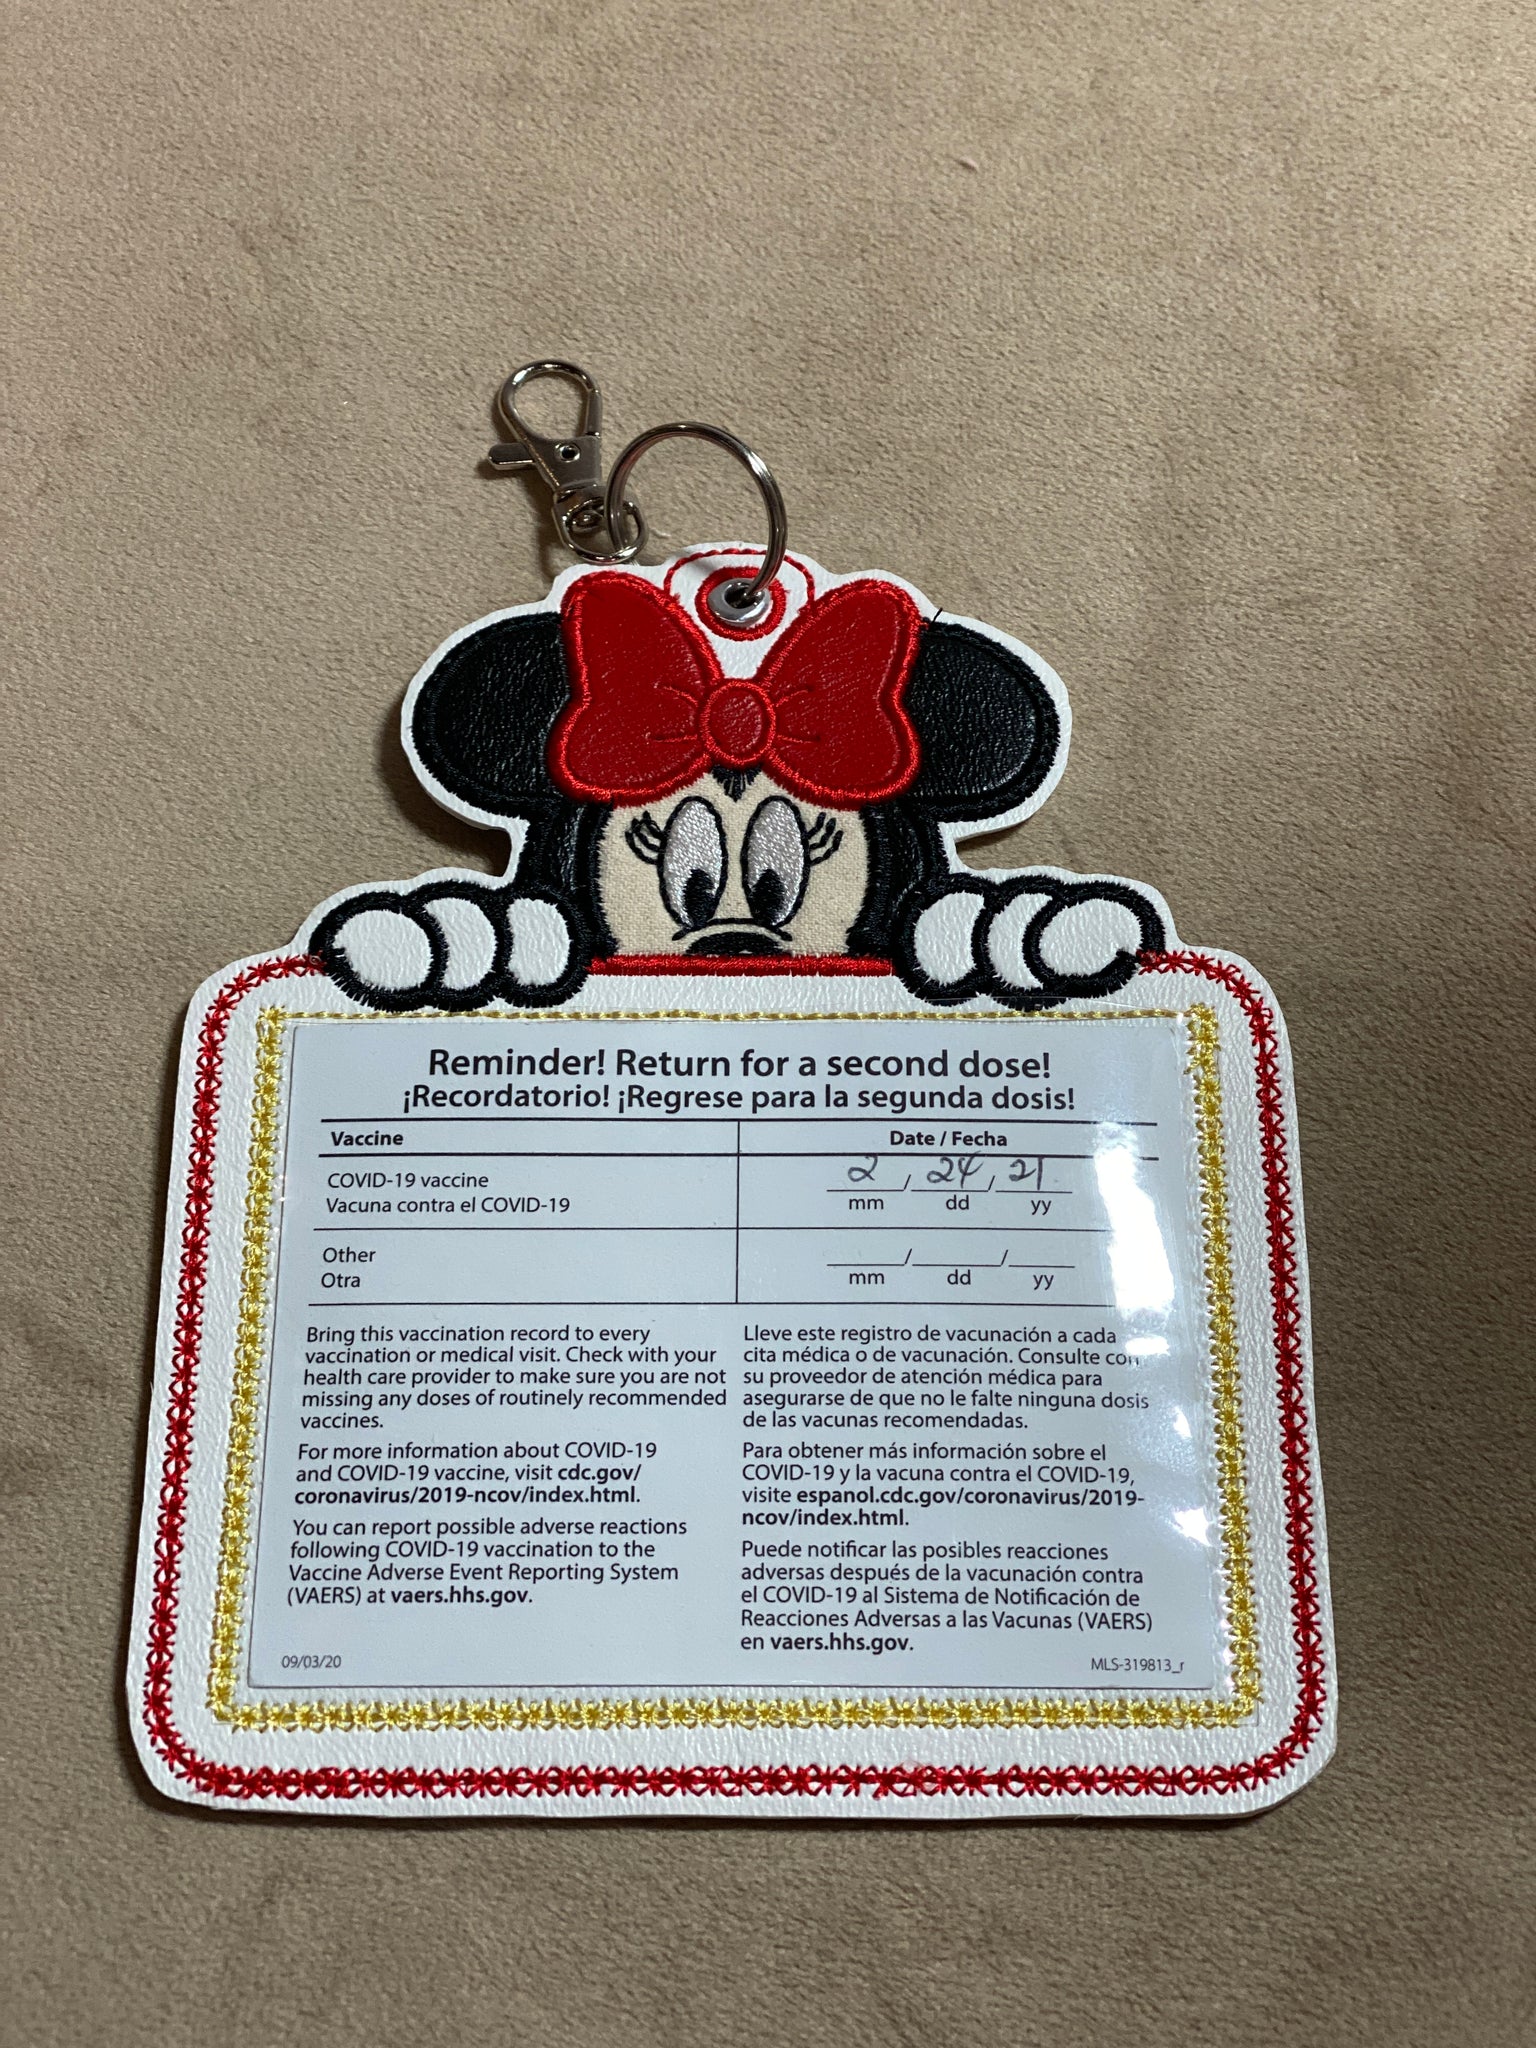 Reminder! Return for a second dose!
¡Recordatorio! ¡Regrese para la segunda dosis!
Vaccine Date / Fecha
COVID-19 vaccine
Vacuna contra el COVID-19
2 / 24 / 21
mm dd yy
Other
Otra
/ /
mm dd yy
Bring this vaccination record to every
vaccination or medical visit. Check with your
health care provider to make sure you are not
missing any doses of routinely recommended
vaccines.
For more information about COVID-19
and COVID-19 vaccine, visit cdc.gov/
coronavirus/2019-ncov/index.html.
You can report possible adverse reactions
following COVID-19 vaccination to the
Vaccine Adverse Event Reporting System
(VAERS) at vaers.hhs.gov.
Lleve este registro de vacunación a cada
cita médica o de vacunación. Consulte con
su proveedor de atención médica para
asegurarse de que no le falte ninguna dosis
de las vacunas recomendadas.
Para obtener más información sobre el
COVID-19 y la vacuna contra el COVID-19,
visite espanol.cdc.gov/coronavirus/2019-
ncov/index.html.
Puede notificar las posibles reacciones
adversas después de la vacunación contra
el COVID-19 al Sistema de Notificación de
Reacciones Adversas a las Vacunas (VAERS)
en vaers.hhs.gov.
09/03/20 MLS-319813_r